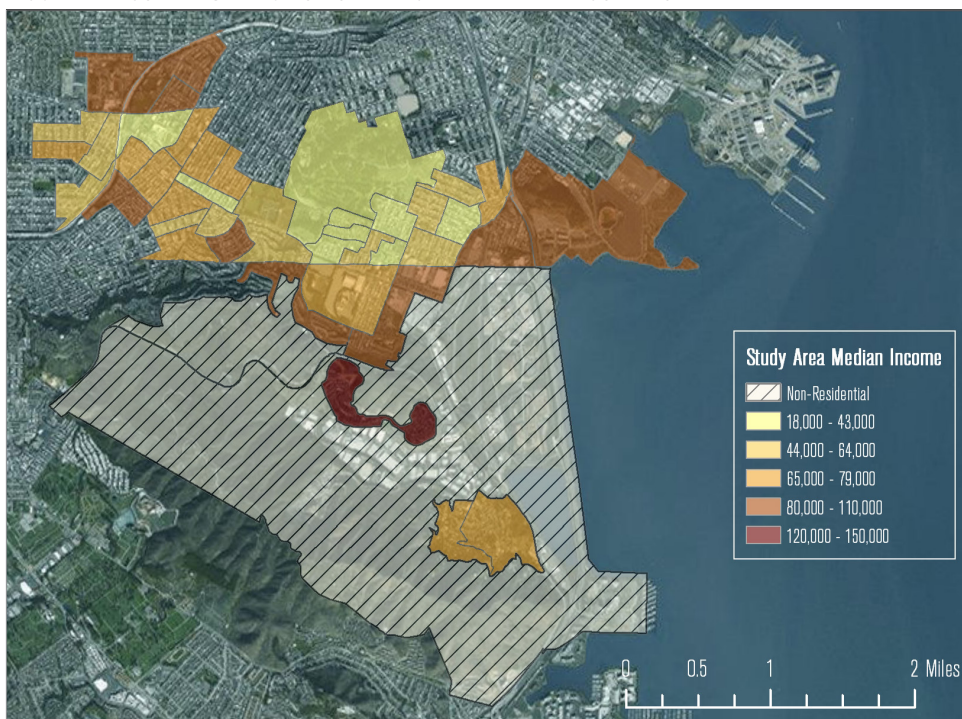 Study Area Median Income
Non-Residential
18,000 - 43,000
44,000 - 64,000
65,000 - 79,000
80,000 - 110,000
120,000 - 150,000
0 0.5 1 2 Miles